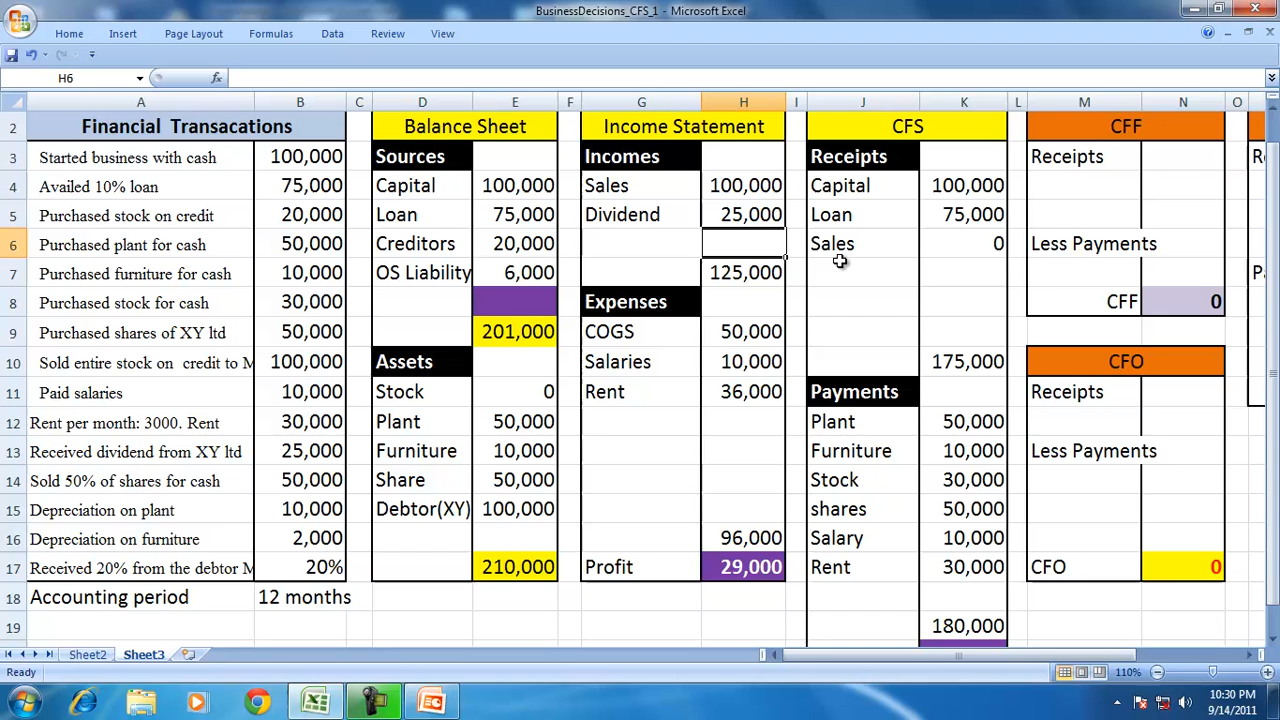 BusinessDecisions_CFS_1 - Microsoft Excel
Home Insert Page Layout Formulas Data Review View
H6 fx
A B C D E F G H I J K L M N O
2 Financial Transacations Balance Sheet Income Statement CFS CFF
3 Started business with cash 100,000 Sources Incomes Receipts Receipts
4 Availed 10% loan 75,000 Capital 100,000 Sales 100,000 Capital 100,000
5 Purchased stock on credit 20,000 Loan 75,000 Dividend 25,000 Loan 75,000
6 Purchased plant for cash 50,000 Creditors 20,000 Sales 0 Less Payments
7 Purchased furniture for cash 10,000 OS Liability 6,000 125,000
8 Purchased stock for cash 30,000 Expenses CFF 0
9 Purchased shares of XY ltd 50,000 201,000 COGS 50,000
10 Sold entire stock on credit to M 100,000 Assets Salaries 10,000 175,000 CFO
11 Paid salaries 10,000 Stock 0 Rent 36,000 Payments Receipts
12 Rent per month: 3000. Rent 30,000 Plant 50,000 Plant 50,000
13 Received dividend from XY ltd 25,000 Furniture 10,000 Furniture 10,000 Less Payments
14 Sold 50% of shares for cash 50,000 Share 50,000 Stock 30,000
15 Depreciation on plant 10,000 Debtor(XY) 100,000 shares 50,000
16 Depreciation on furniture 2,000 96,000 Salary 10,000
17 Received 20% from the debtor M 20% 210,000 Profit 29,000 Rent 30,000 CFO 0
18 Accounting period 12 months
19 180,000
Sheet2 Sheet3
Ready 110%
10:30 PM
9/14/2011